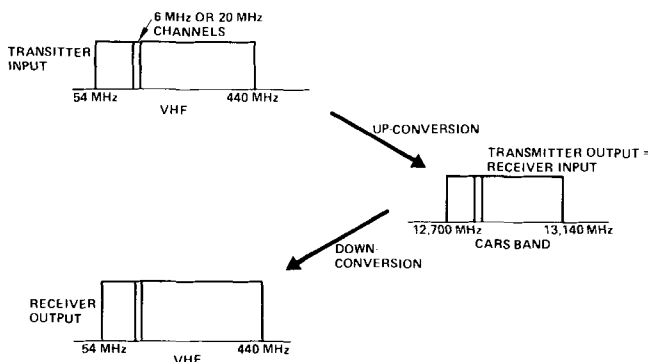 6 MHz OR 20 MHz
CHANNELS
TRANSITTER
INPUT
54 MHz
440 MHz
VHF
UP-CONVERSION
TRANSMITTER OUTPUT =
RECEIVER INPUT
12,700 MHz
13,140 MHz
CARS BAND
DOWN-
CONVERSION
RECEIVER
OUTPUT
54 MHz
440 MHz
VHF